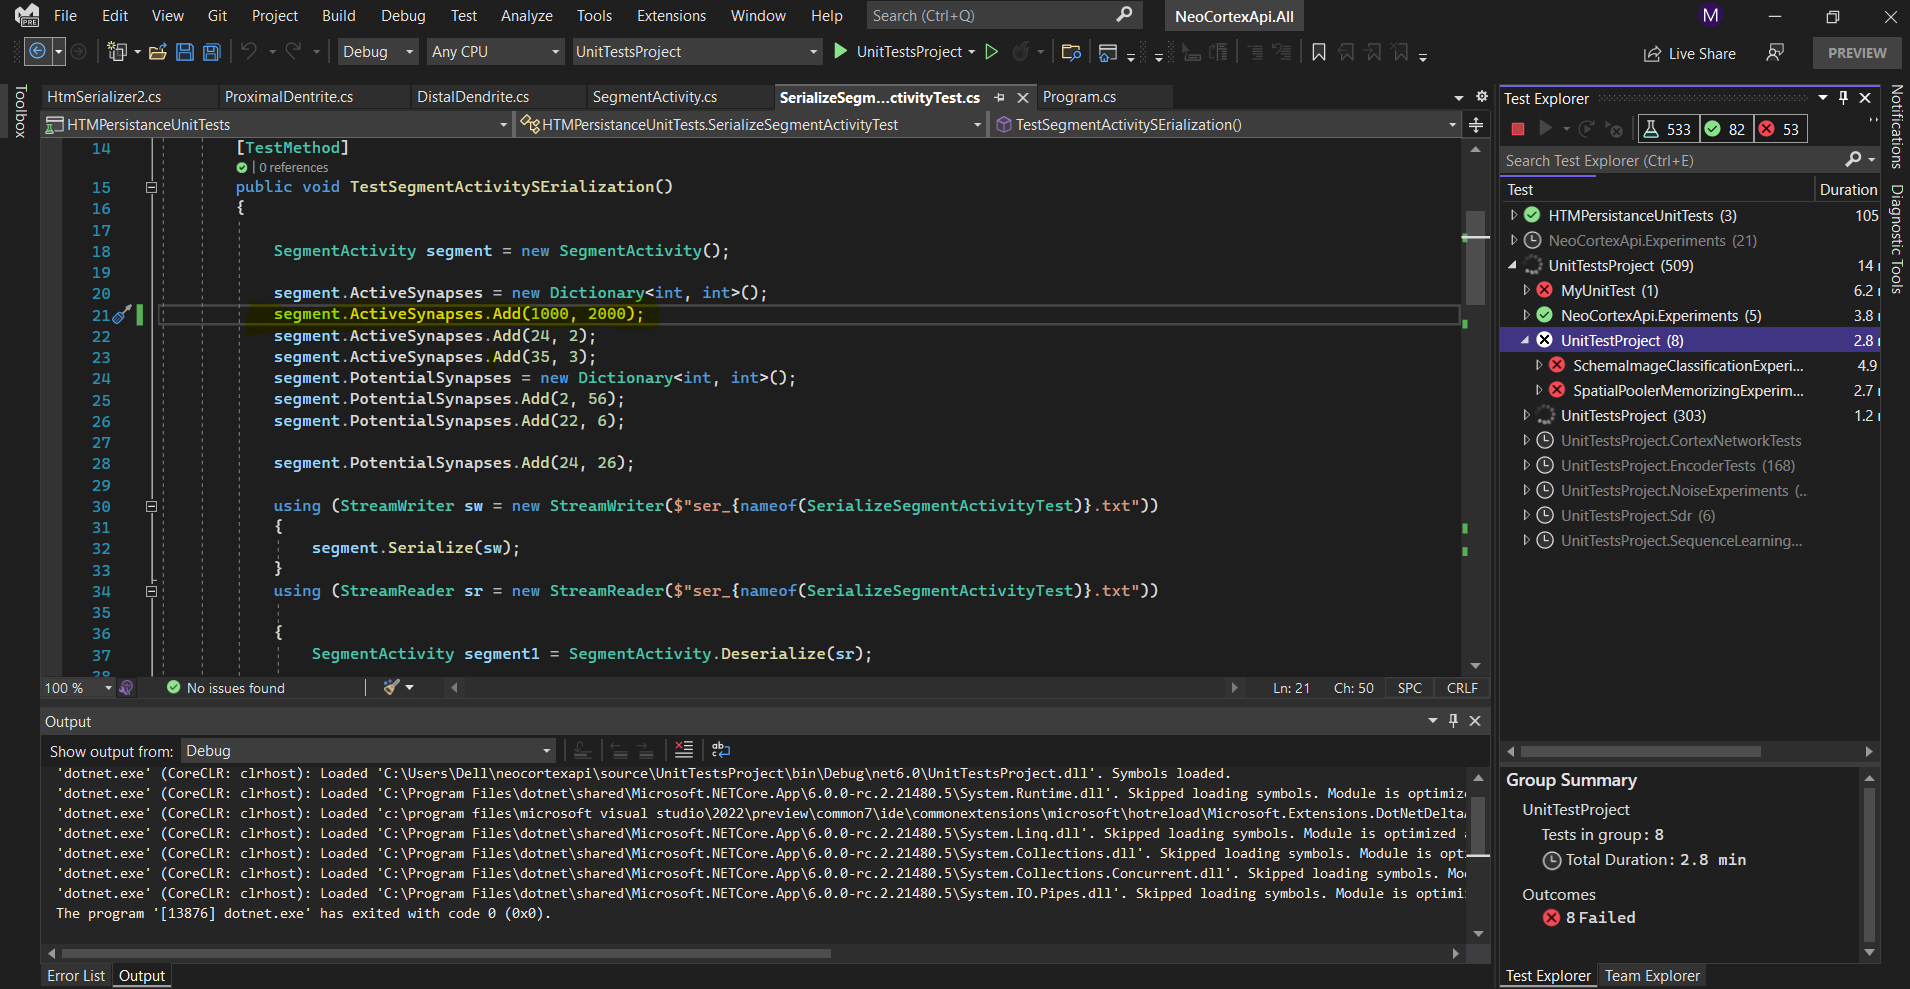 File Edit View Git Project Build Debug Test Analyze Tools Extensions Window Help Search (Ctrl+Q) NeoCortexApi.All M
PRE
Debug Any CPU UnitTestsProject UnitTestsProject Live Share PREVIEW
Toolbox
HtmSerializer2.cs ProximalDentrite.cs DistalDendrite.cs SegmentActivity.cs SerializeSegm...ctivityTest.cs Program.cs
HTMPersistanceUnitTests HTMPersistanceUnitTests.SerializeSegmentActivityTest TestSegmentActivitySErialization()
14 [TestMethod]
0 references
15 public void TestSegmentActivitySErialization()
16 {
17
18 SegmentActivity segment = new SegmentActivity();
19
20 segment.ActiveSynapses = new Dictionary<int, int>();
21 segment.ActiveSynapses.Add(1000, 2000);
22 segment.ActiveSynapses.Add(24, 2);
23 segment.ActiveSynapses.Add(35, 3);
24 segment.PotentialSynapses = new Dictionary<int, int>();
25 segment.PotentialSynapses.Add(2, 56);
26 segment.PotentialSynapses.Add(22, 6);
27
28 segment.PotentialSynapses.Add(24, 26);
29
30 using (StreamWriter sw = new StreamWriter($"ser_{nameof(SerializeSegmentActivityTest)}.txt"))
31 {
32 segment.Serialize(sw);
33 }
34 using (StreamReader sr = new StreamReader($"ser_{nameof(SerializeSegmentActivityTest)}.txt"))
35
36 {
37 SegmentActivity segment1 = SegmentActivity.Deserialize(sr);
38
100 % No issues found Ln: 21 Ch: 50 SPC CRLF
Output
Show output from: Debug
'dotnet.exe' (CoreCLR: clrhost): Loaded 'C:\Users\Dell\neocortexapi\source\UnitTestsProject\bin\Debug\net6.0\UnitTestsProject.dll'. Symbols loaded.
'dotnet.exe' (CoreCLR: clrhost): Loaded 'C:\Program Files\dotnet\shared\Microsoft.NETCore.App\6.0.0-rc.2.21480.5\System.Runtime.dll'. Skipped loading symbols. Module is optimize
'dotnet.exe' (CoreCLR: clrhost): Loaded 'c:\program files\microsoft visual studio\2022\preview\common7\ide\commonextensions\microsoft\hotreload\Microsoft.Extensions.DotNetDelta
'dotnet.exe' (CoreCLR: clrhost): Loaded 'C:\Program Files\dotnet\shared\Microsoft.NETCore.App\6.0.0-rc.2.21480.5\System.Linq.dll'. Skipped loading symbols. Module is optimized
'dotnet.exe' (CoreCLR: clrhost): Loaded 'C:\Program Files\dotnet\shared\Microsoft.NETCore.App\6.0.0-rc.2.21480.5\System.Collections.dll'. Skipped loading symbols. Module is opt
'dotnet.exe' (CoreCLR: clrhost): Loaded 'C:\Program Files\dotnet\shared\Microsoft.NETCore.App\6.0.0-rc.2.21480.5\System.Collections.Concurrent.dll'. Skipped loading symbols. Mo
'dotnet.exe' (CoreCLR: clrhost): Loaded 'C:\Program Files\dotnet\shared\Microsoft.NETCore.App\6.0.0-rc.2.21480.5\System.IO.Pipes.dll'. Skipped loading symbols. Module is optimi
The program '[13876] dotnet.exe' has exited with code 0 (0x0).
Error List Output
Test Explorer
533 82 53
Search Test Explorer (Ctrl+E)
Test Duration
HTMPersistanceUnitTests (3) 105
NeoCortexApi.Experiments (21)
UnitTestsProject (509) 14
MyUnitTest (1) 6.2
NeoCortexApi.Experiments (5) 3.8
UnitTestProject (8) 2.8
SchemaImageClassificationExperi... 4.9
SpatialPoolerMemorizingExperim... 2.7
UnitTestsProject (303) 1.2
UnitTestsProject.CortexNetworkTests
UnitTestsProject.EncoderTests (168)
UnitTestsProject.NoiseExperiments (...
UnitTestsProject.Sdr (6)
UnitTestsProject.SequenceLearning...
Group Summary
UnitTestProject
Tests in group: 8
Total Duration: 2.8 min
Outcomes
8 Failed
Test Explorer Team Explorer
Notifications
Diagnostic Tools